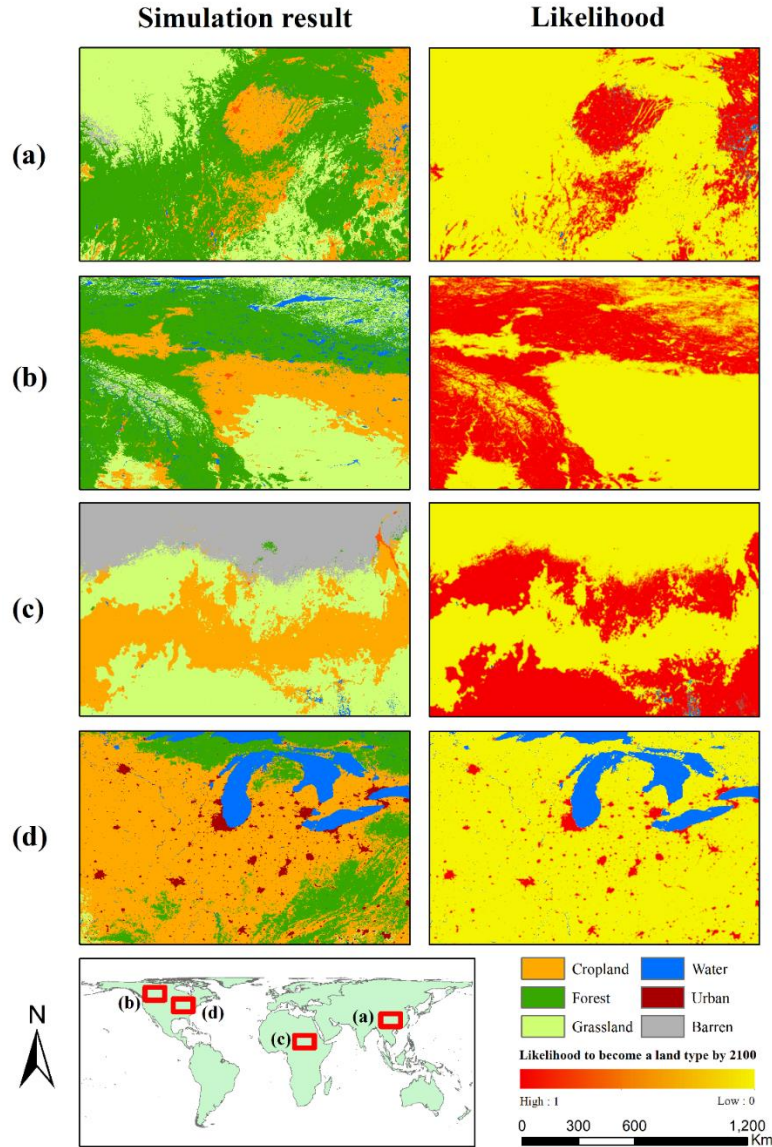 Simulation result Likelihood
(a)
(b)
(c)
(d)
N
(b)
(d)
(c)
(a)
Cropland Water
Forest Urban
Grassland Barren
Likelihood to become a land type by 2100
High : 1 Low : 0
0 300 600 1,200
Km